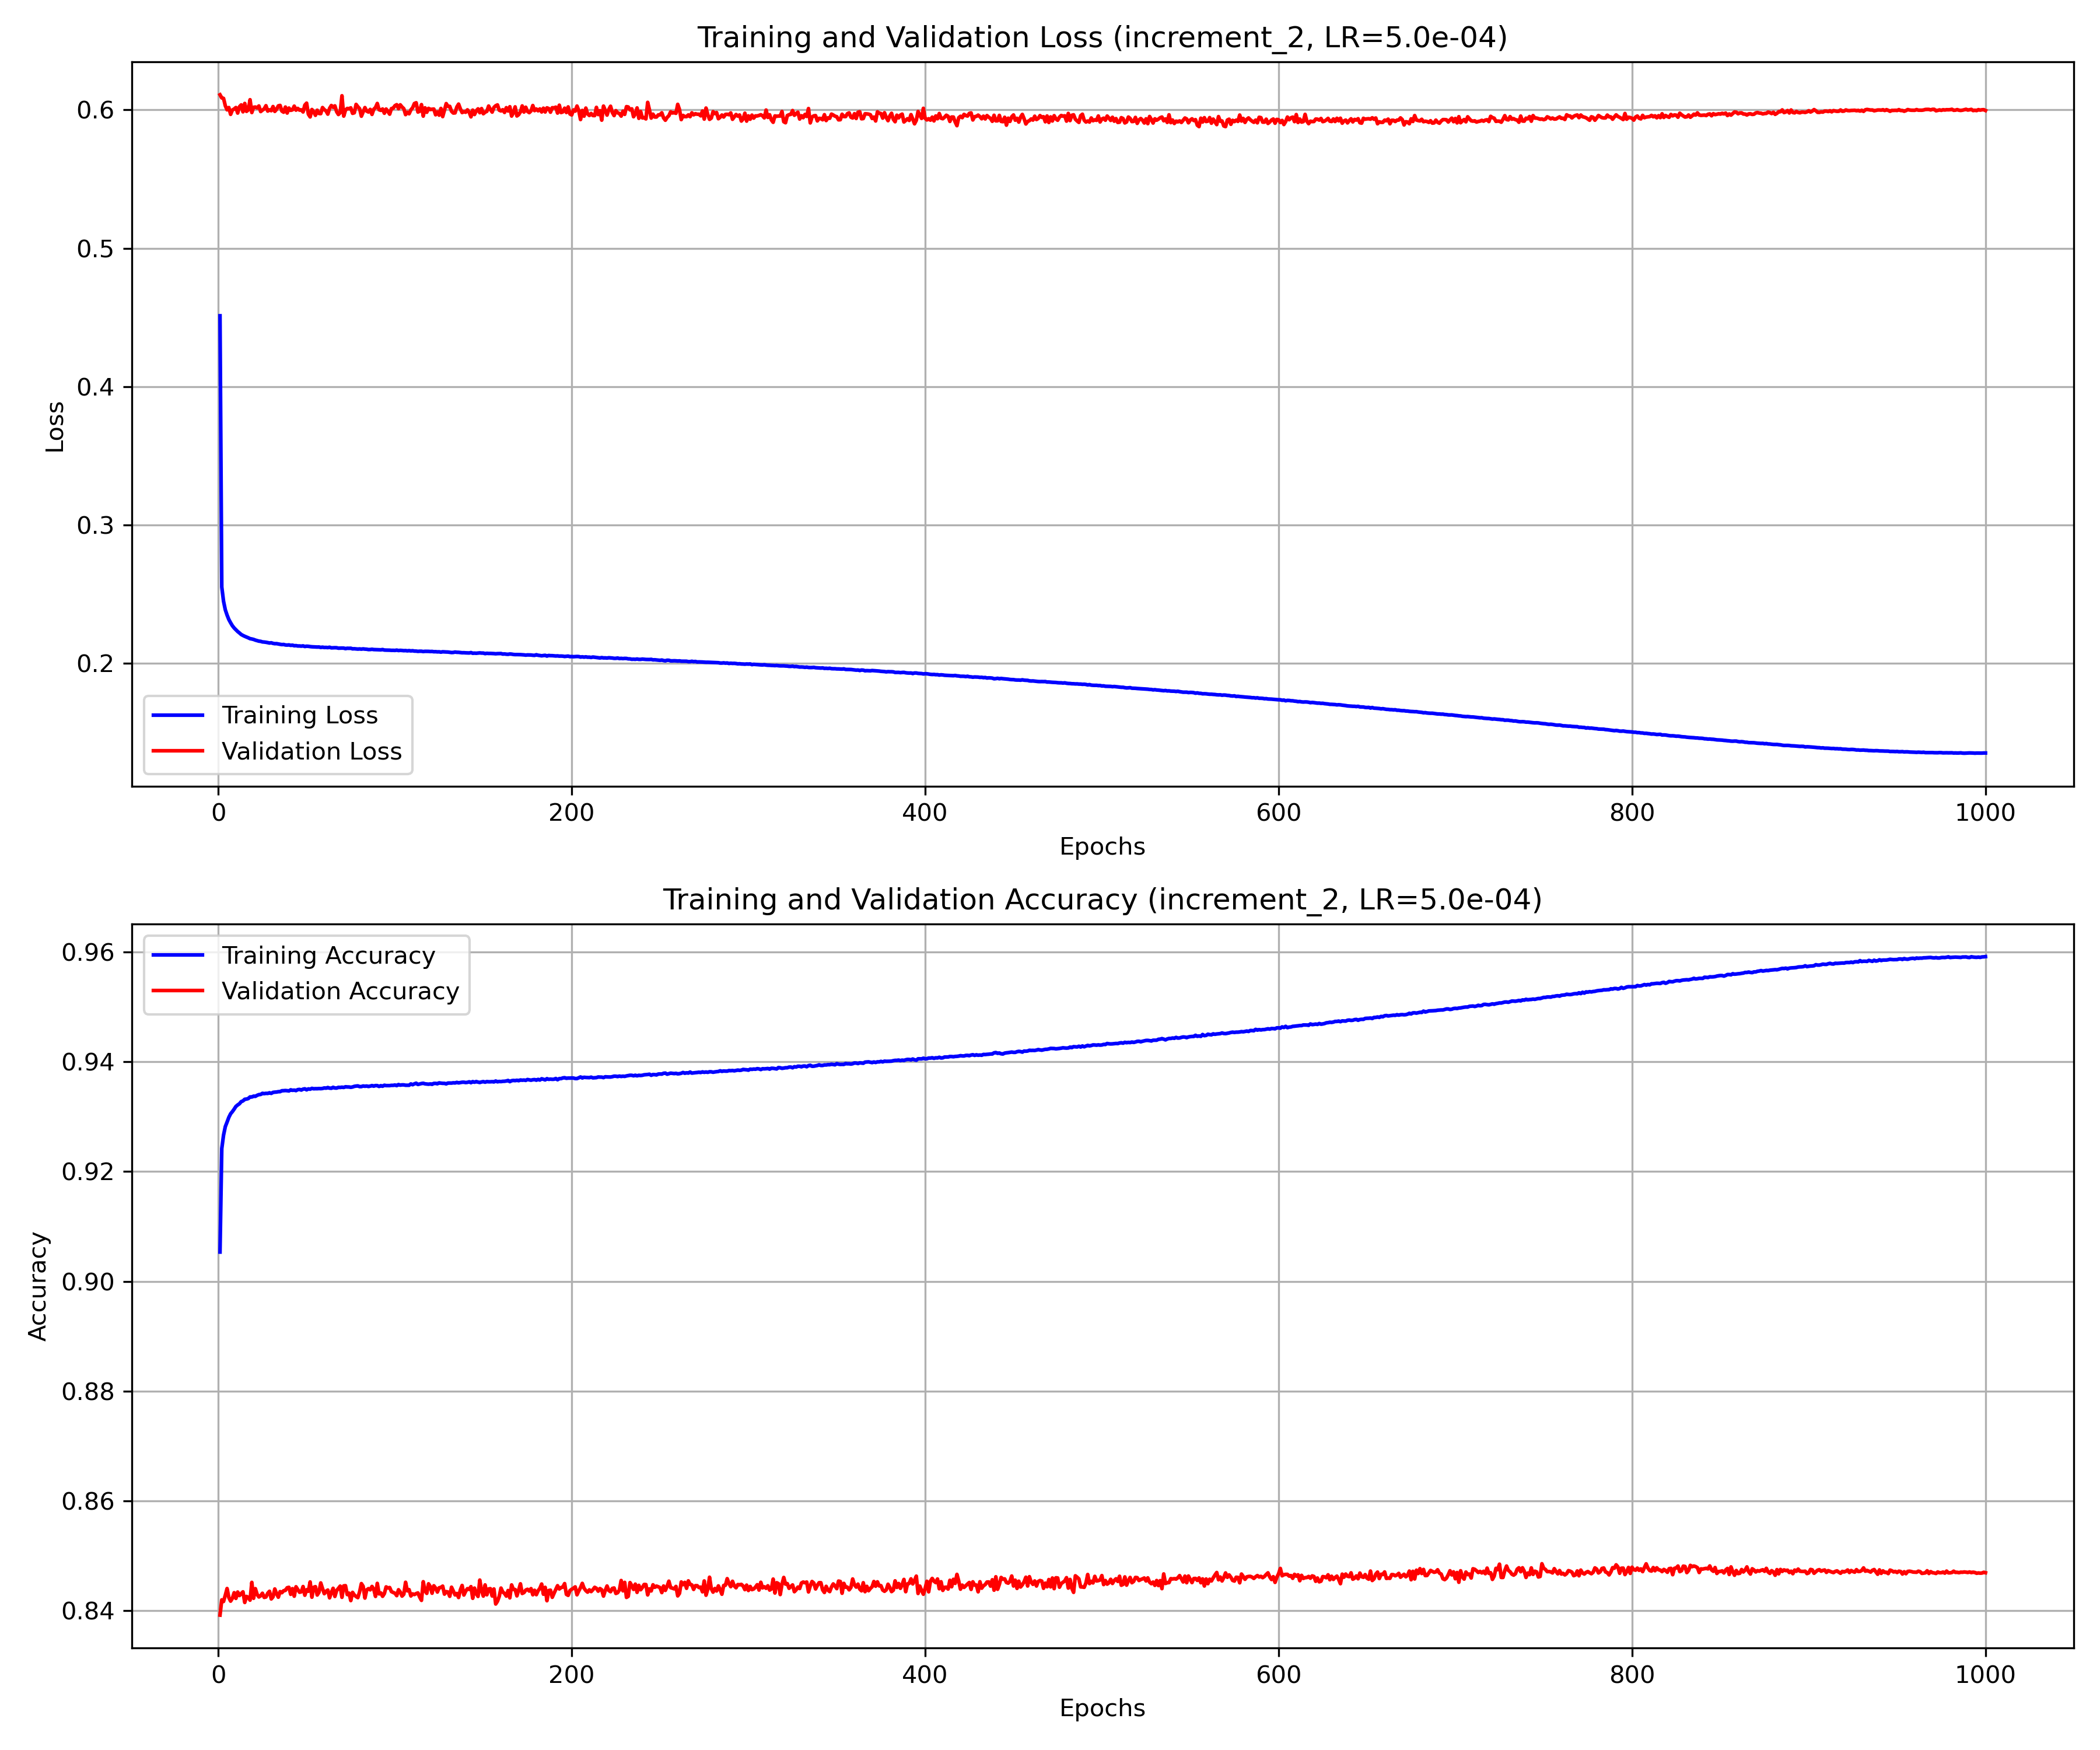 Training and Validation Loss (increment_2, LR=5.0e-04)
0.6
0.5
0.4
0.3
0.2
Loss
Training Loss
Validation Loss
0 200 400 600 800 1000
Epochs
Training and Validation Accuracy (increment_2, LR=5.0e-04)
0.96
0.94
0.92
0.90
0.88
0.86
0.84
Accuracy
Training Accuracy
Validation Accuracy
0 200 400 600 800 1000
Epochs